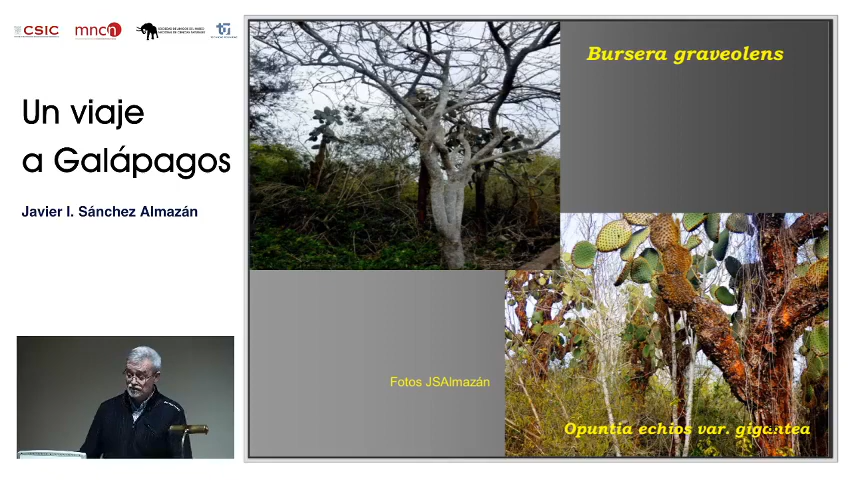 CSIC
mncn
Un viaje
a Galápagos
Javier I. Sánchez Almazán
Bursera graveolens
Fotos JSAlmazán
Opuntia echios var. gigantea